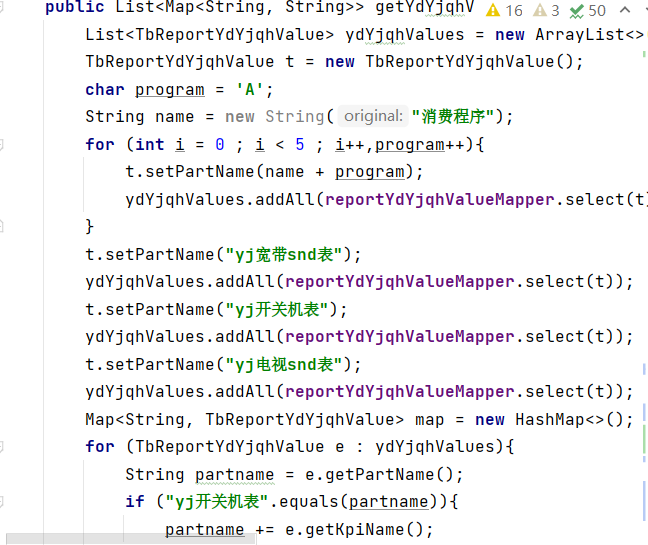 public List<Map<String, String>> getYdYjqhV 16 3 50
List<TbReportYdYjqhValue> ydYjqhValues = new ArrayList<>
TbReportYdYjqhValue t = new TbReportYdYjqhValue();
char program = 'A';
String name = new String( original: "消费程序");
for (int i = 0 ; i < 5 ; i++,program++){
t.setPartName(name + program);
ydYjqhValues.addAll(reportYdYjqhValueMapper.select(t)
}
t.setPartName("yj宽带snd表");
ydYjqhValues.addAll(reportYdYjqhValueMapper.select(t));
t.setPartName("yj开关机表");
ydYjqhValues.addAll(reportYdYjqhValueMapper.select(t));
t.setPartName("yj电视snd表");
ydYjqhValues.addAll(reportYdYjqhValueMapper.select(t));
Map<String, TbReportYdYjqhValue> map = new HashMap<>();
for (TbReportYdYjqhValue e : ydYjqhValues){
String partname = e.getPartName();
if ("yj开关机表".equals(partname)){
partname += e.getKpiName();